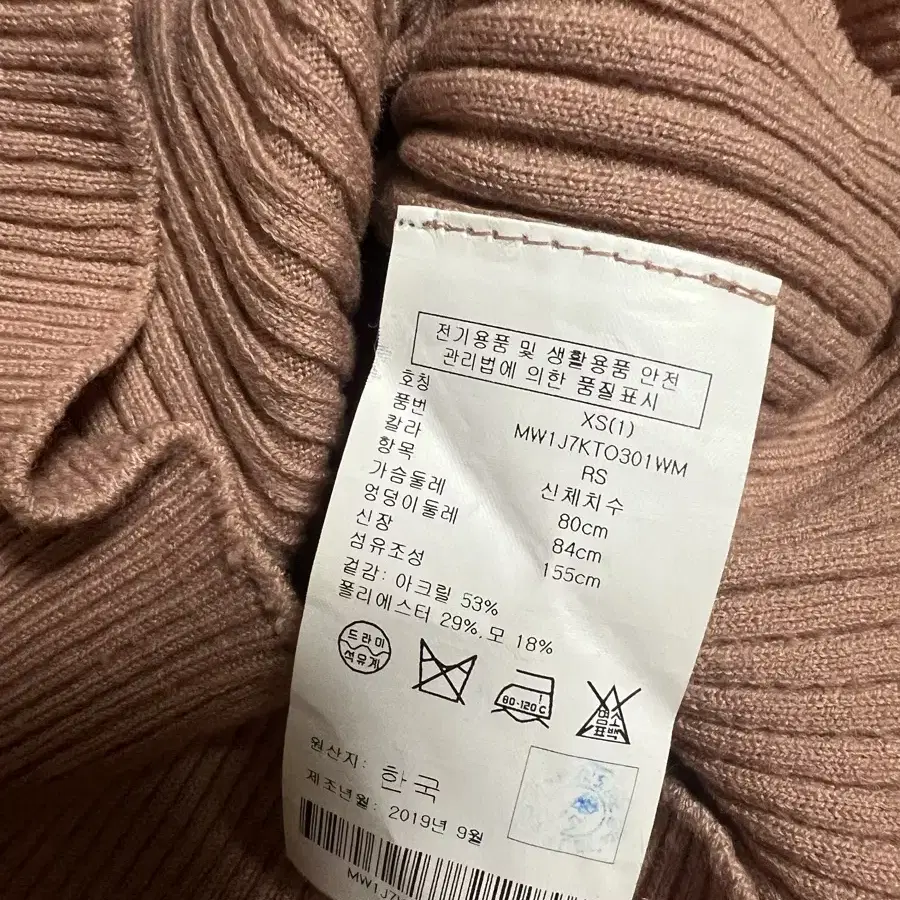 전기용품 및 생활용품 안전
관리법에 의한 품질표시
호칭 XS(1)
품번 MW1J7KTO301WM
칼라 RS
항목 신체치수
가슴둘레 80cm
엉덩이둘레 84cm
신장 155cm
섬유조성
겉감: 아크릴 53%
폴리에스터 29%, 모 18%
드라이
석유계
80-120˚C
염소
표백
원산지: 한국
제조년월: 2019년 9월